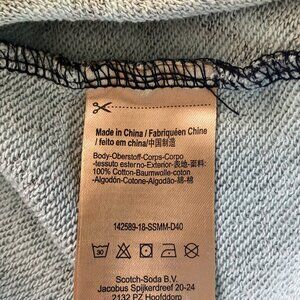 Made in China / Fabriquéen Chine
/ feito em china/中国制造
Body-Oberstoff-Corps-Corpo
-tessuto esterno-Exterior-表地-面料:
100% Cotton-Baumwolle-coton
-Algodón-Cotone-Algodão-綿-棉
142589-18-SSMM-D40
30
Scotch-Soda B.V.
Jacobus Spijkerdreef 20-24
2132 PZ Hoofddorp